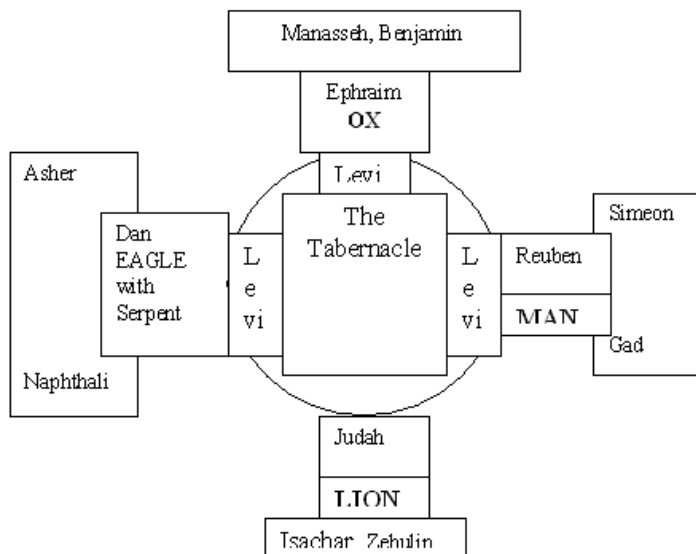 Manasseh, Benjamin
Ephraim
OX
Levi
Asher
Naphthali
Dan
EAGLE
with
Serpent
L
e
vi
The
Tabernacle
L
e
vi
Reuben
MAN
Simeon
Gad
Judah
LION
Isachar Zebulin